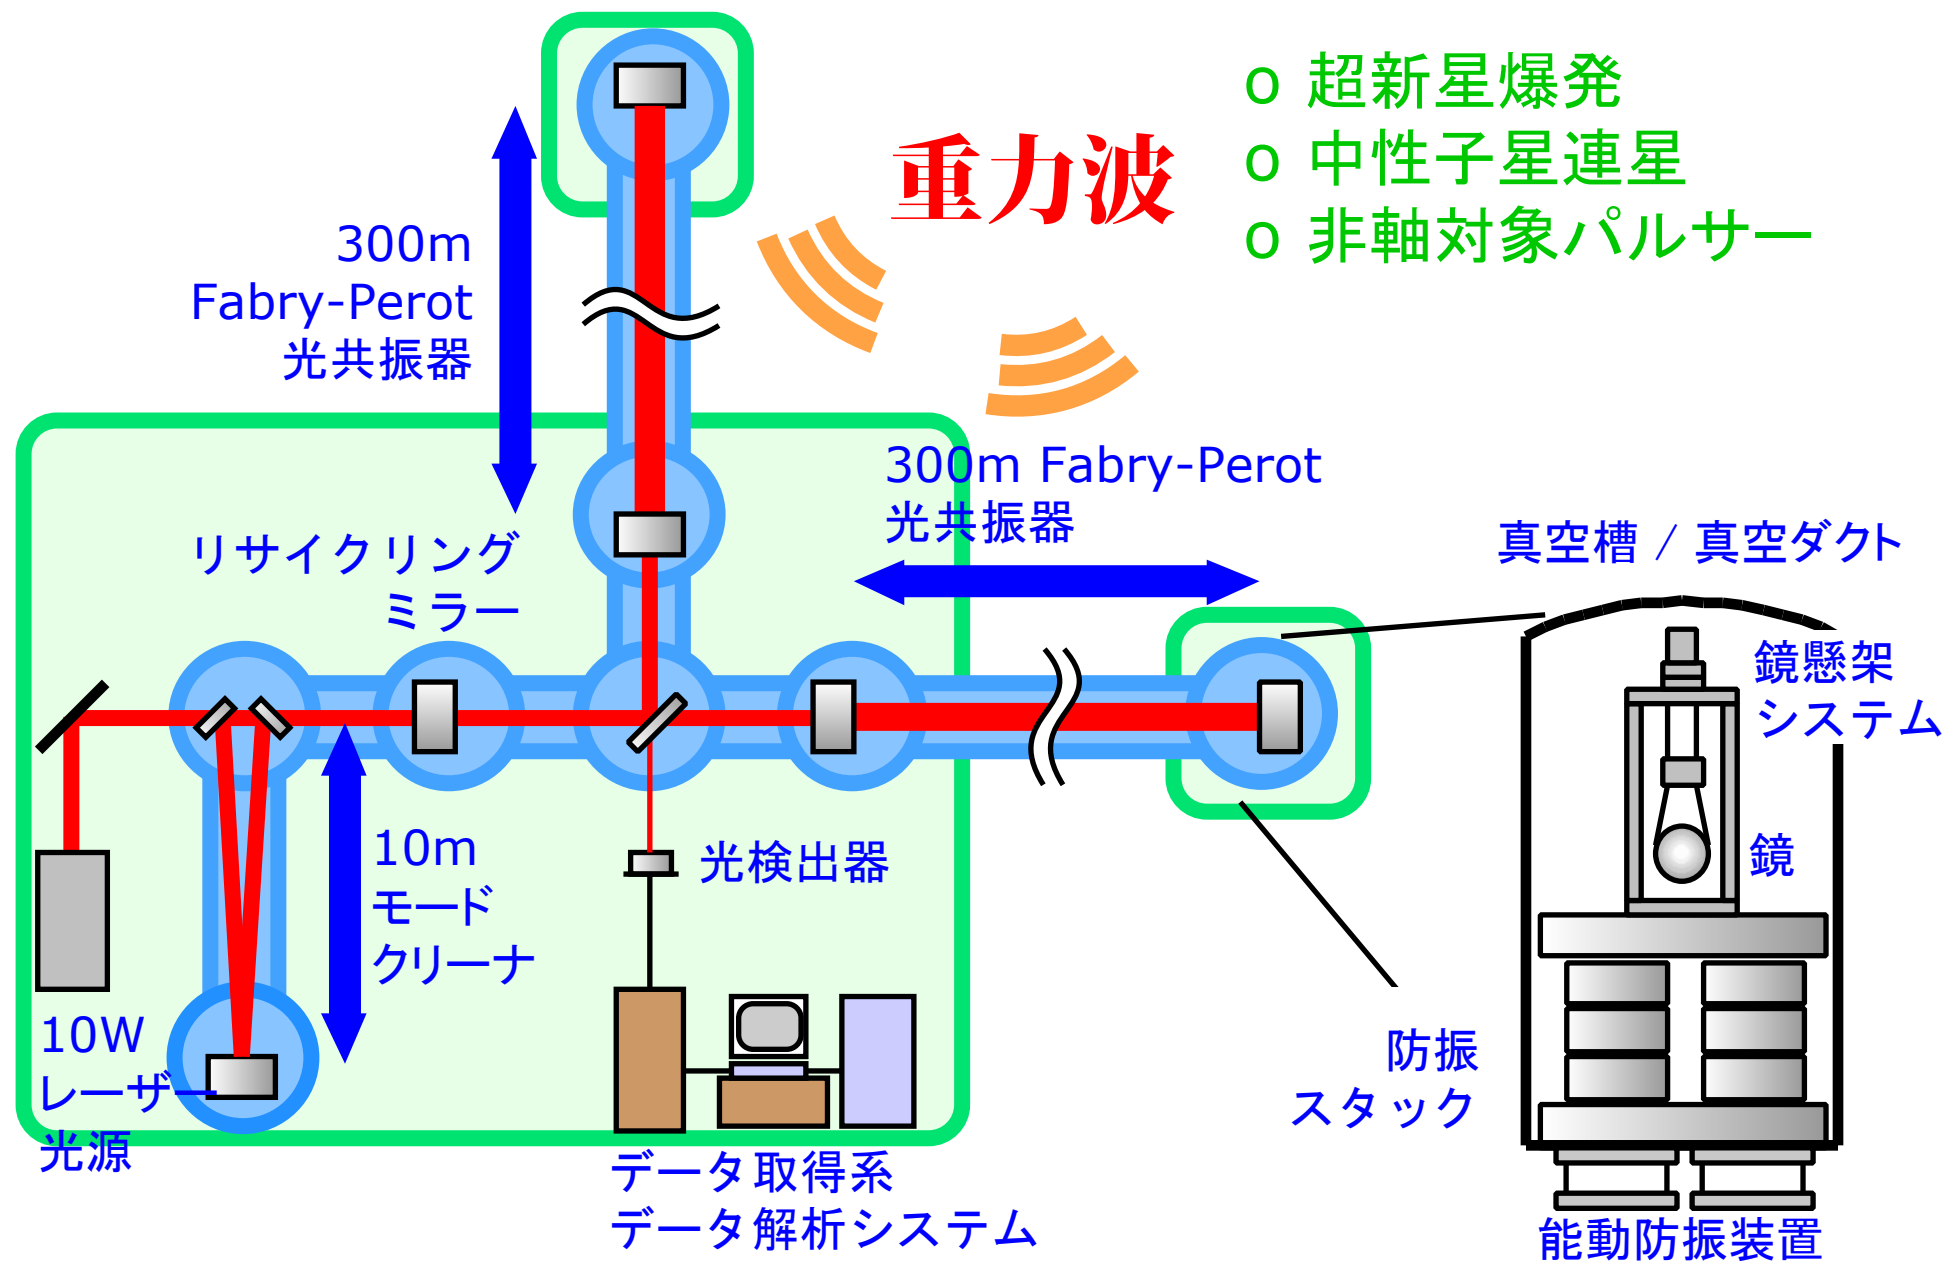 o 超新星爆発
o 中性子星連星
o 非軸対象パルサー
重力波
300m
Fabry-Perot
光共振器
300m Fabry-Perot
光共振器
リサイクリング
ミラー
真空槽 / 真空ダクト
鏡懸架
システム
鏡
10m
モード
クリーナ
光検出器
10W
レーザー
光源
防振
スタック
データ取得系
データ解析システム
能動防振装置